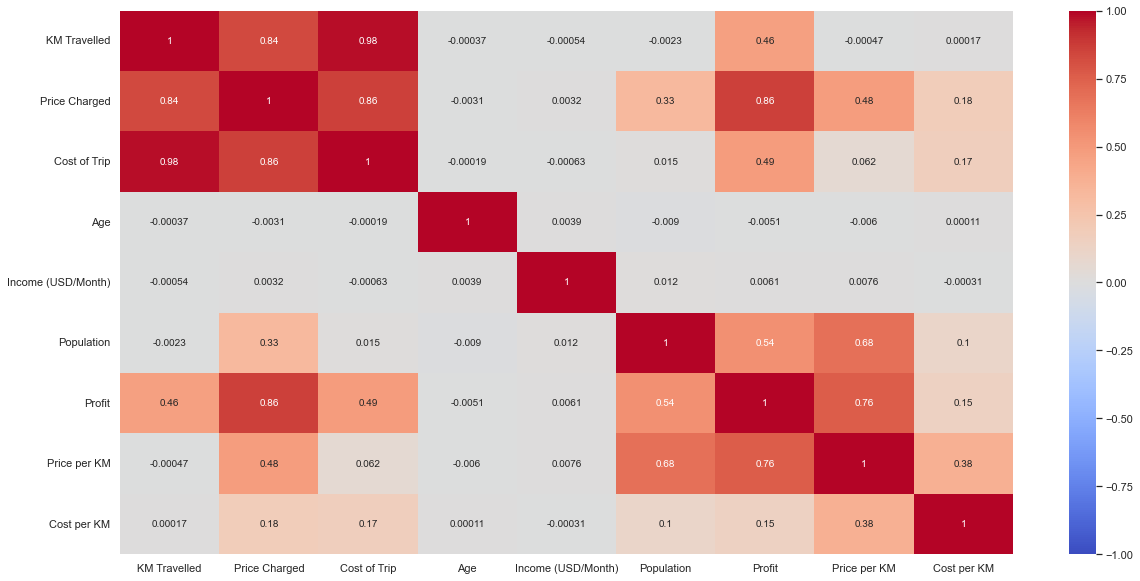 KM Travelled 1 0.84 0.98 -0.00037 -0.00054 -0.0023 0.46 -0.00047 0.00017
Price Charged 0.84 1 0.86 -0.0031 0.0032 0.33 0.86 0.48 0.18
Cost of Trip 0.98 0.86 1 -0.00019 -0.00063 0.015 0.49 0.062 0.17
Age -0.00037 -0.0031 -0.00019 1 0.0039 -0.009 -0.0051 -0.006 0.00011
Income (USD/Month) -0.00054 0.0032 -0.00063 0.0039 1 0.012 0.0061 0.0076 -0.00031
Population -0.0023 0.33 0.015 -0.009 0.012 1 0.54 0.68 0.1
Profit 0.46 0.86 0.49 -0.0051 0.0061 0.54 1 0.76 0.15
Price per KM -0.00047 0.48 0.062 -0.006 0.0076 0.68 0.76 1 0.38
Cost per KM 0.00017 0.18 0.17 0.00011 -0.00031 0.1 0.15 0.38 1
KM Travelled Price Charged Cost of Trip Age Income (USD/Month) Population Profit Price per KM Cost per KM
1.00
0.75
0.50
0.25
0.00
−0.25
−0.50
−0.75
−1.00